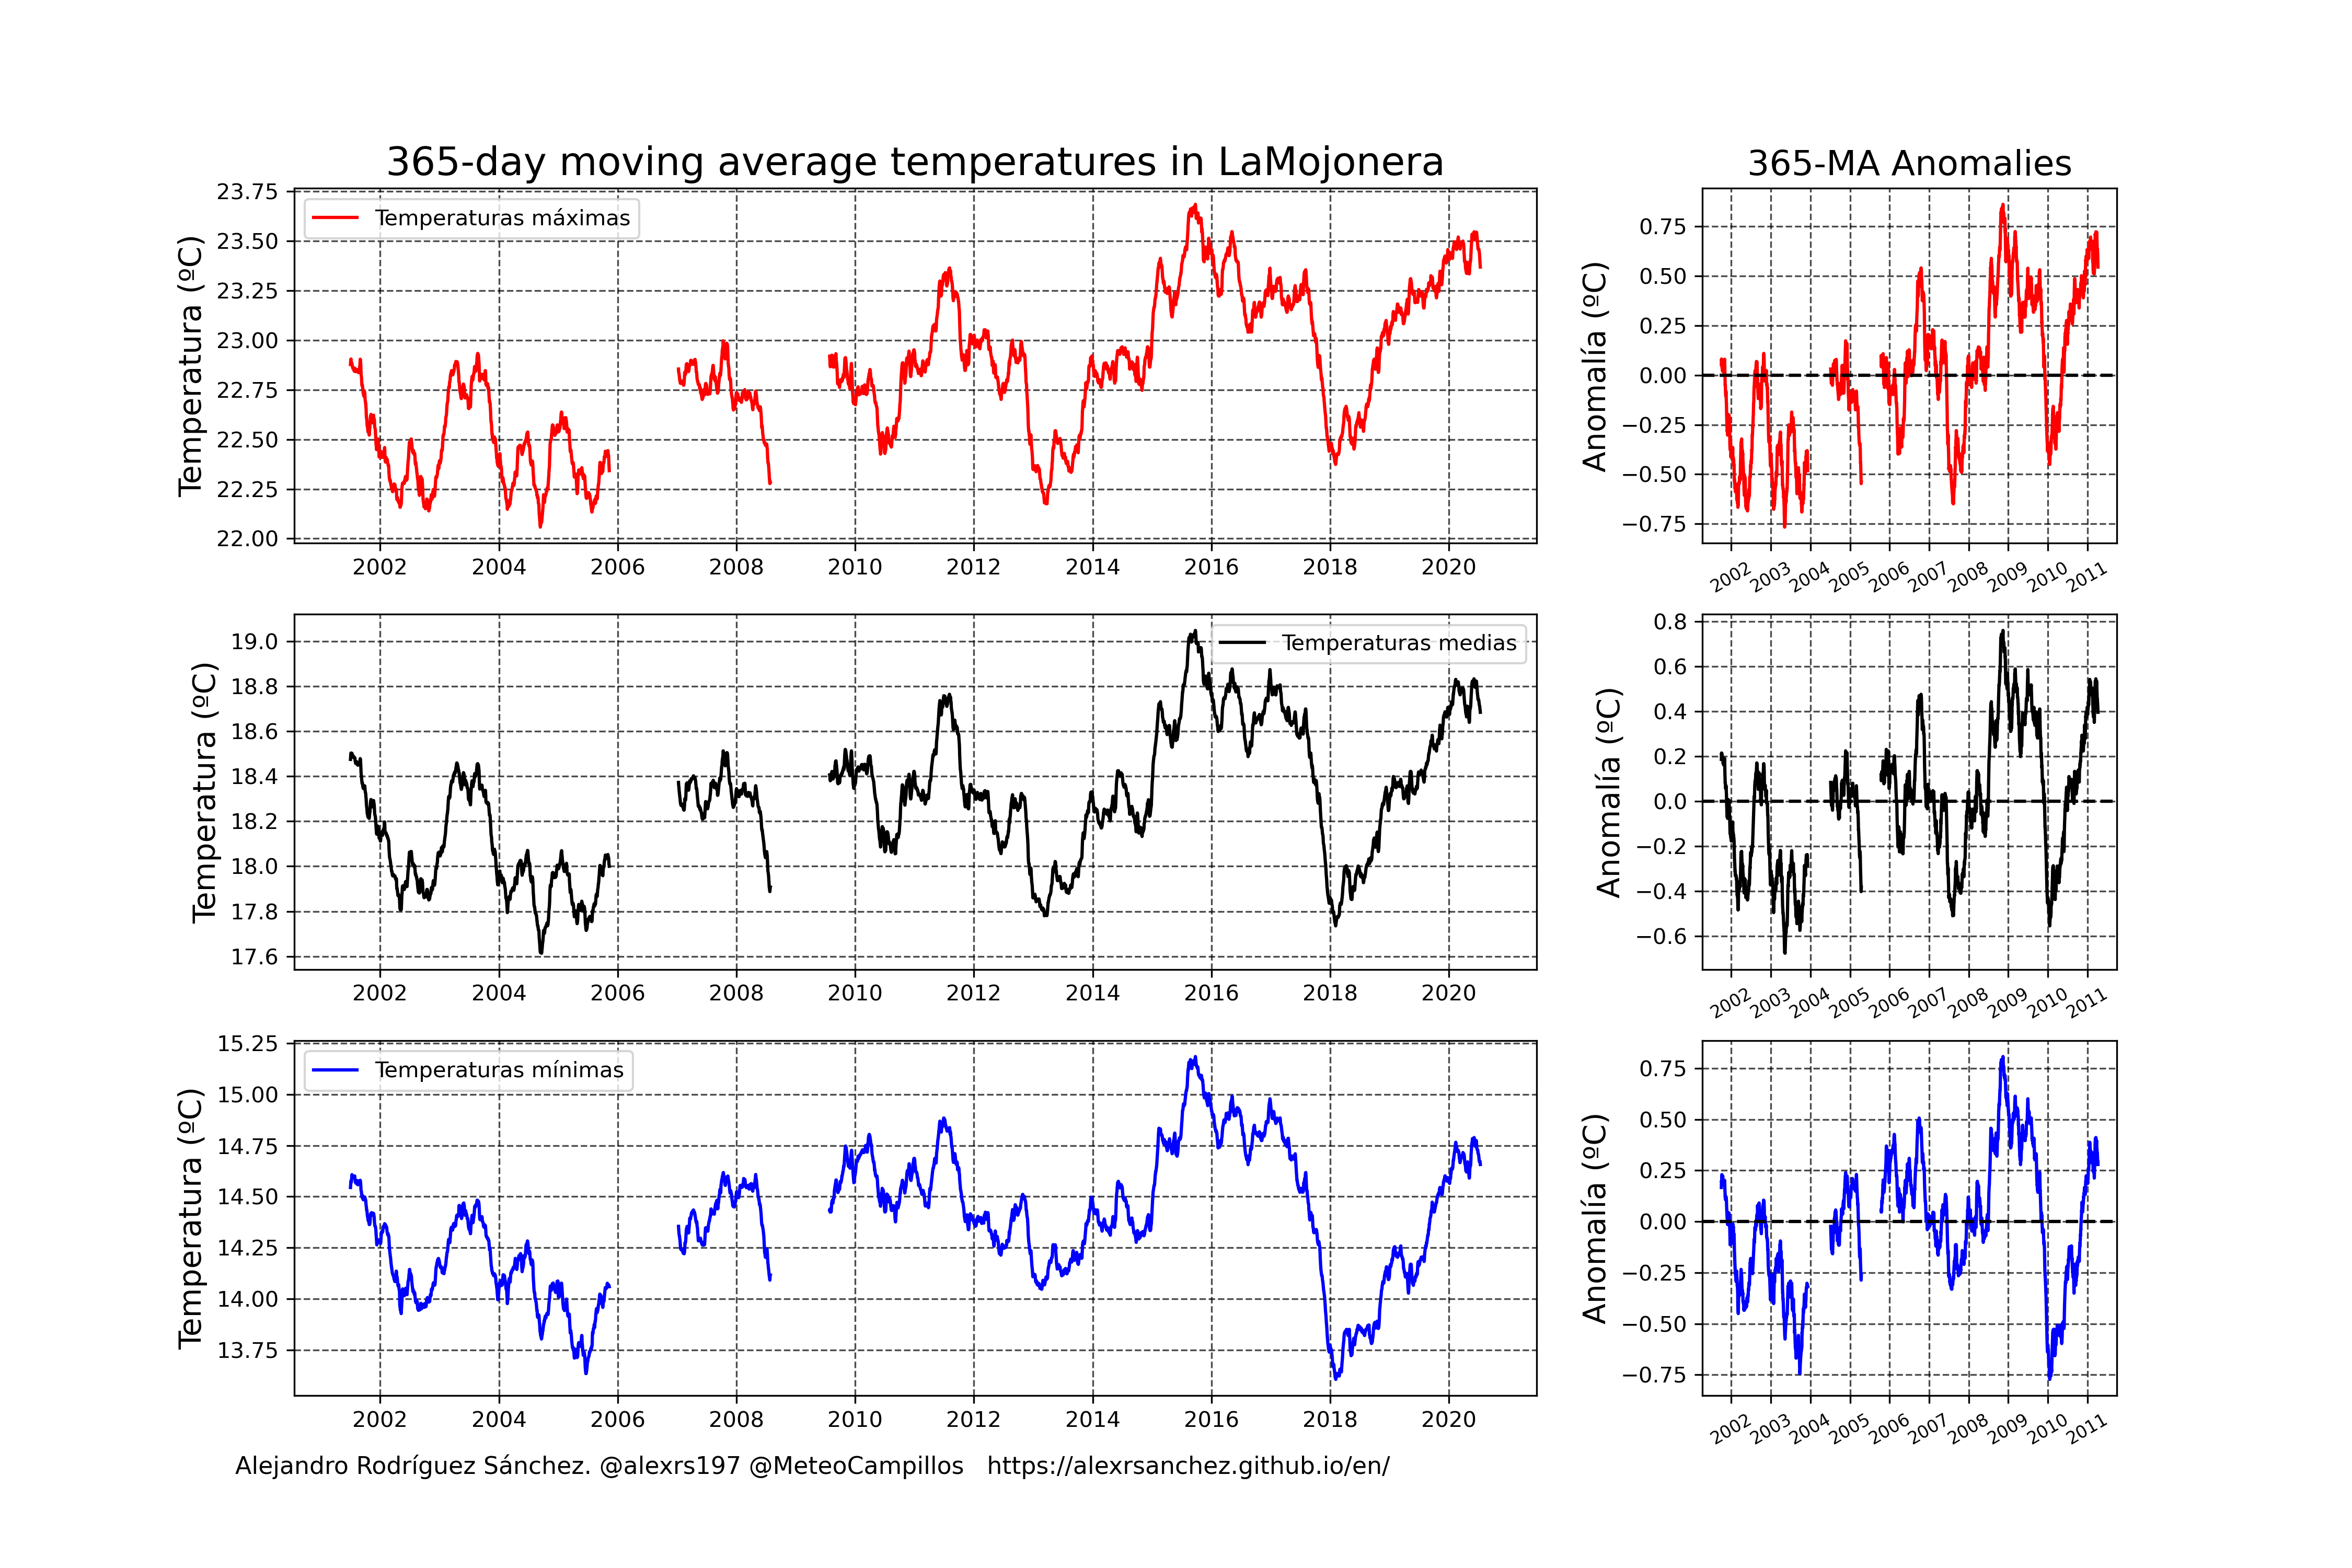 365-day moving average temperatures in LaMojonera
365-MA Anomalies
Temperatura (ºC)
23.75
23.50
23.25
23.00
22.75
22.50
22.25
22.00
Temperaturas máximas
2002 2004 2006 2008 2010 2012 2014 2016 2018 2020
Anomalía (ºC)
0.75
0.50
0.25
0.00
−0.25
−0.50
−0.75
2002 2003 2004 2005 2006 2007 2008 2009 2010 2011
Temperatura (ºC)
19.0
18.8
18.6
18.4
18.2
18.0
17.8
17.6
Temperaturas medias
2002 2004 2006 2008 2010 2012 2014 2016 2018 2020
Anomalía (ºC)
0.8
0.6
0.4
0.2
0.0
−0.2
−0.4
−0.6
2002 2003 2004 2005 2006 2007 2008 2009 2010 2011
Temperatura (ºC)
15.25
15.00
14.75
14.50
14.25
14.00
13.75
Temperaturas mínimas
2002 2004 2006 2008 2010 2012 2014 2016 2018 2020
Anomalía (ºC)
0.75
0.50
0.25
0.00
−0.25
−0.50
−0.75
2002 2003 2004 2005 2006 2007 2008 2009 2010 2011
Alejandro Rodríguez Sánchez. @alexrs197 @MeteoCampillos https://alexrsanchez.github.io/en/